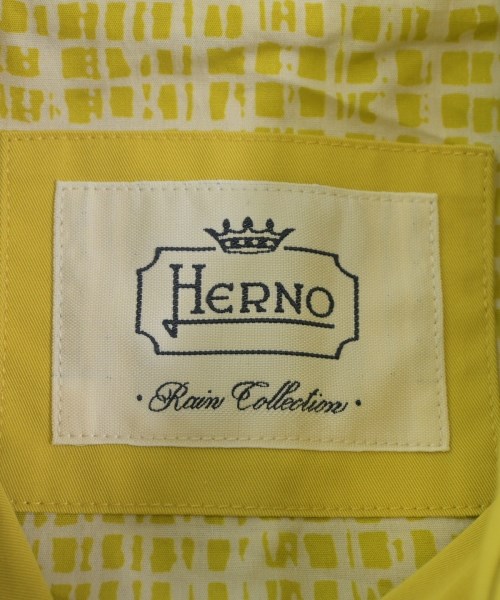 HERNO
· Rain Collection ·